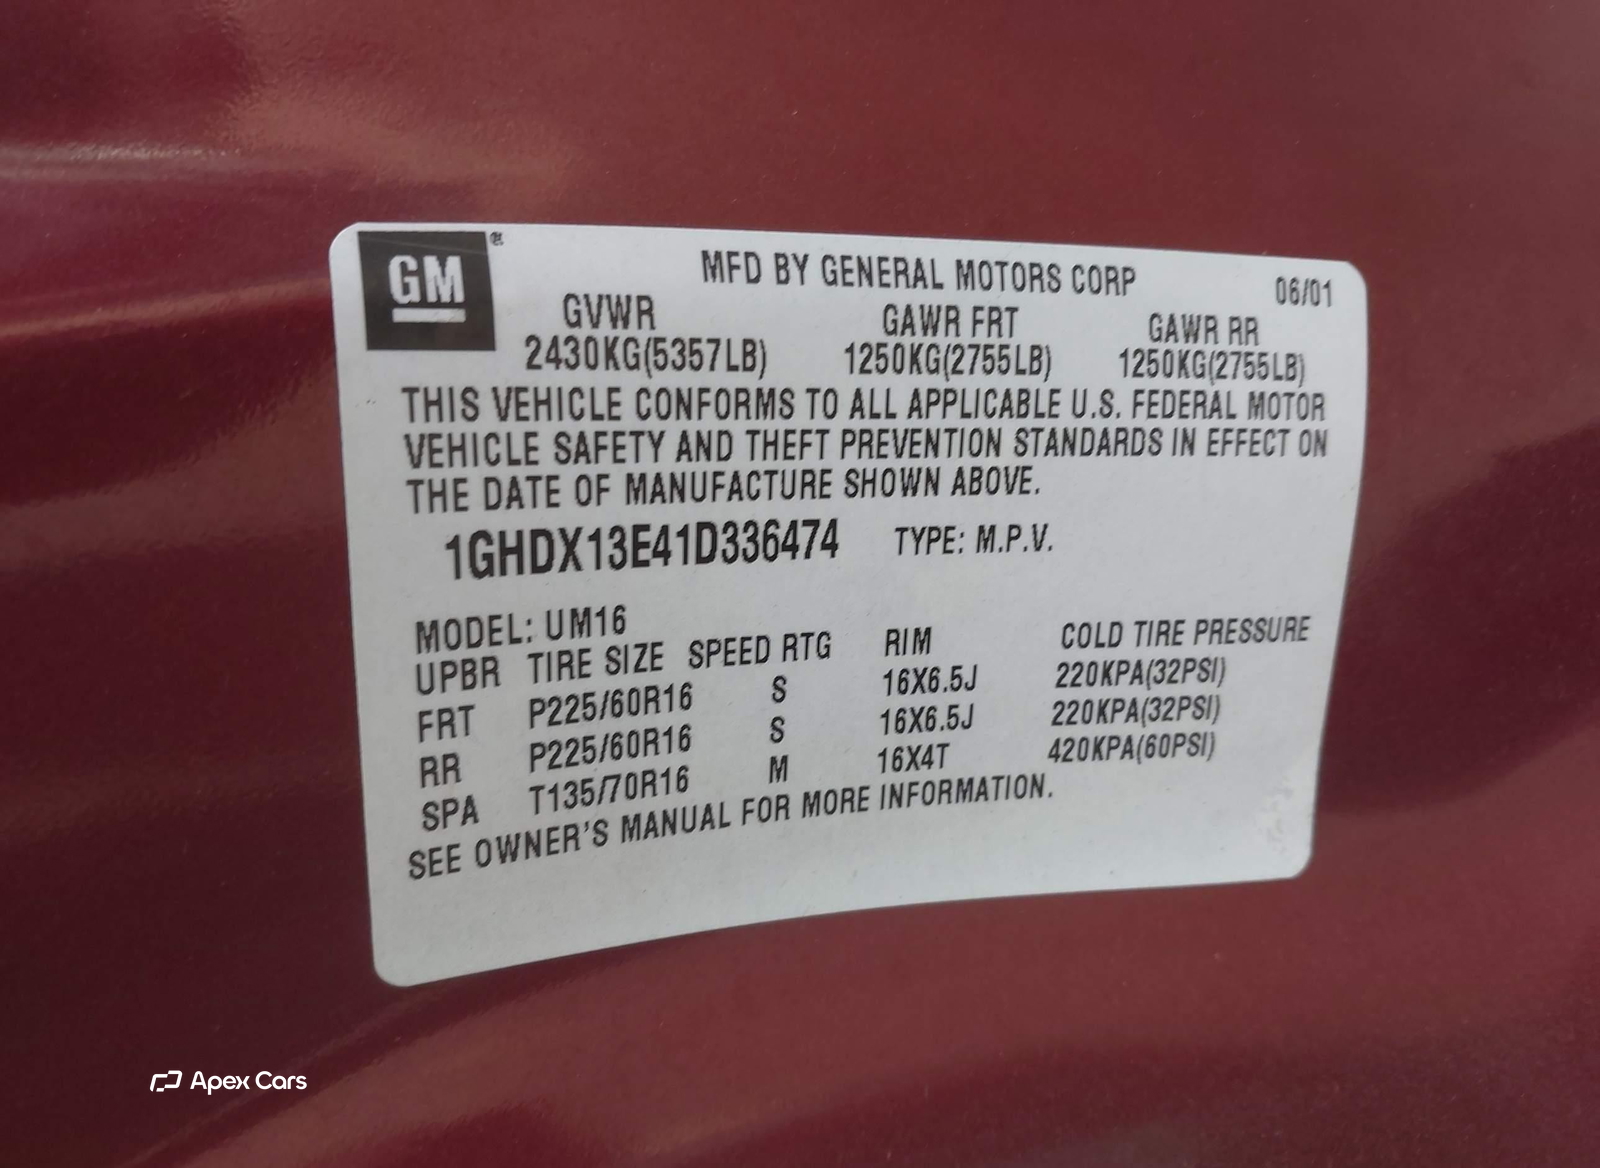 GM
MFD BY GENERAL MOTORS CORP 06/01
GVWR GAWR FRT GAWR RR
2430KG(5357LB) 1250KG(2755LB) 1250KG(2755LB)
THIS VEHICLE CONFORMS TO ALL APPLICABLE U.S. FEDERAL MOTOR
VEHICLE SAFETY AND THEFT PREVENTION STANDARDS IN EFFECT ON
THE DATE OF MANUFACTURE SHOWN ABOVE.
1GHDX13E41D336474 TYPE: M.P.V.
MODEL: UM16
UPBR TIRE SIZE SPEED RTG RIM COLD TIRE PRESSURE
FRT P225/60R16 S 16X6.5J 220KPA(32PSI)
RR P225/60R16 S 16X6.5J 220KPA(32PSI)
SPA T135/70R16 M 16X4T 420KPA(60PSI)
SEE OWNER'S MANUAL FOR MORE INFORMATION.
Apex Cars